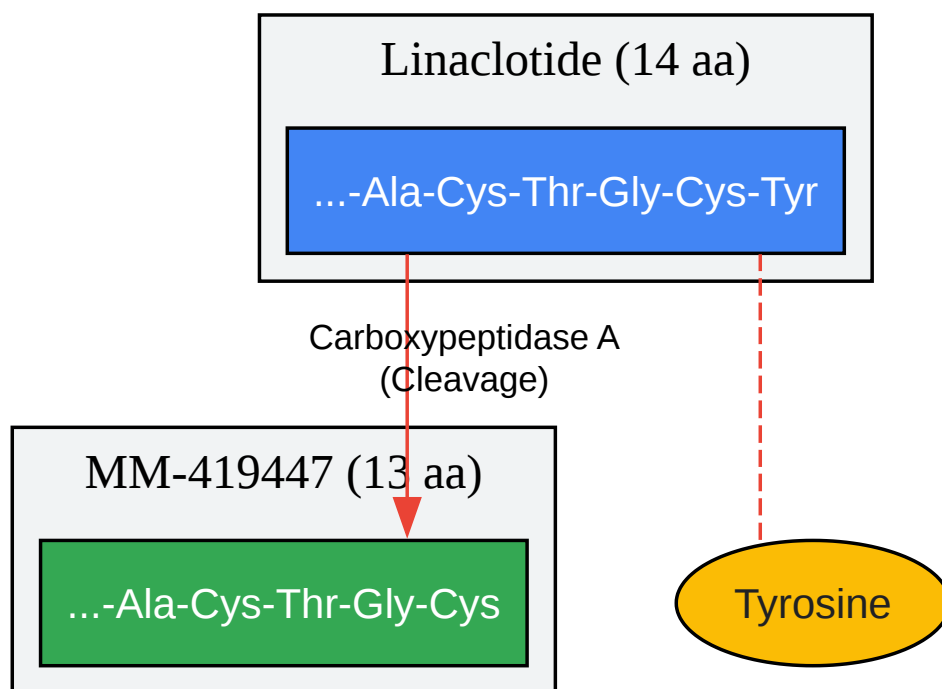 Linaclotide (14 aa)
...-Ala-Cys-Thr-Gly-Cys-Tyr
Carboxypeptidase A
(Cleavage)
MM-419447 (13 aa)
...-Ala-Cys-Thr-Gly-Cys
Tyrosine